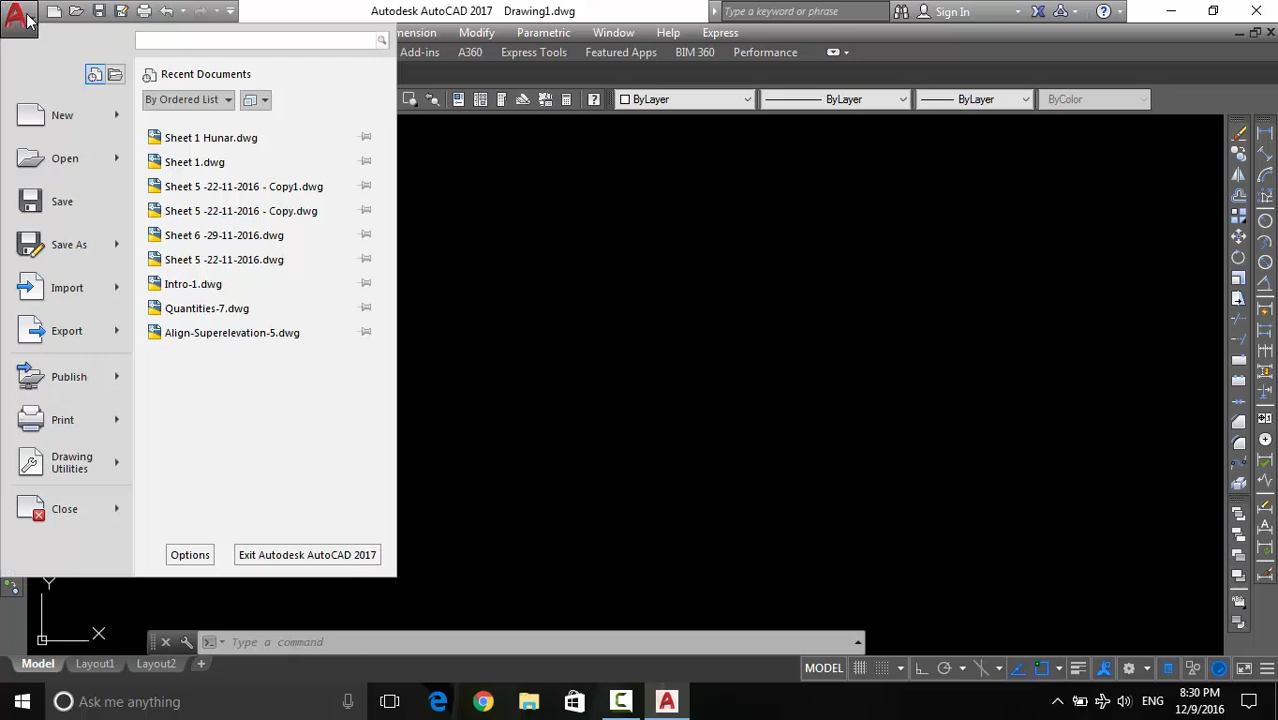 Autodesk AutoCAD 2017 Drawing1.dwg
Type a keyword or phrase
Sign In
Modify Parametric Window Help Express
Add-ins A360 Express Tools Featured Apps BIM 360 Performance
Recent Documents
By Ordered List
ByLayer ByLayer ByLayer ByColor
New
Open
Save
Save As
Import
Export
Publish
Print
Drawing
Utilities
Close
Sheet 1 Hunar.dwg
Sheet 1.dwg
Sheet 5 -22-11-2016 - Copy1.dwg
Sheet 5 -22-11-2016 - Copy.dwg
Sheet 6 -29-11-2016.dwg
Sheet 5 -22-11-2016.dwg
Intro-1.dwg
Quantities-7.dwg
Align-Superelevation-5.dwg
Options Exit Autodesk AutoCAD 2017
Y
X
Type a command
Model Layout1 Layout2 +
MODEL
Ask me anything
ENG
8:30 PM
12/9/2016